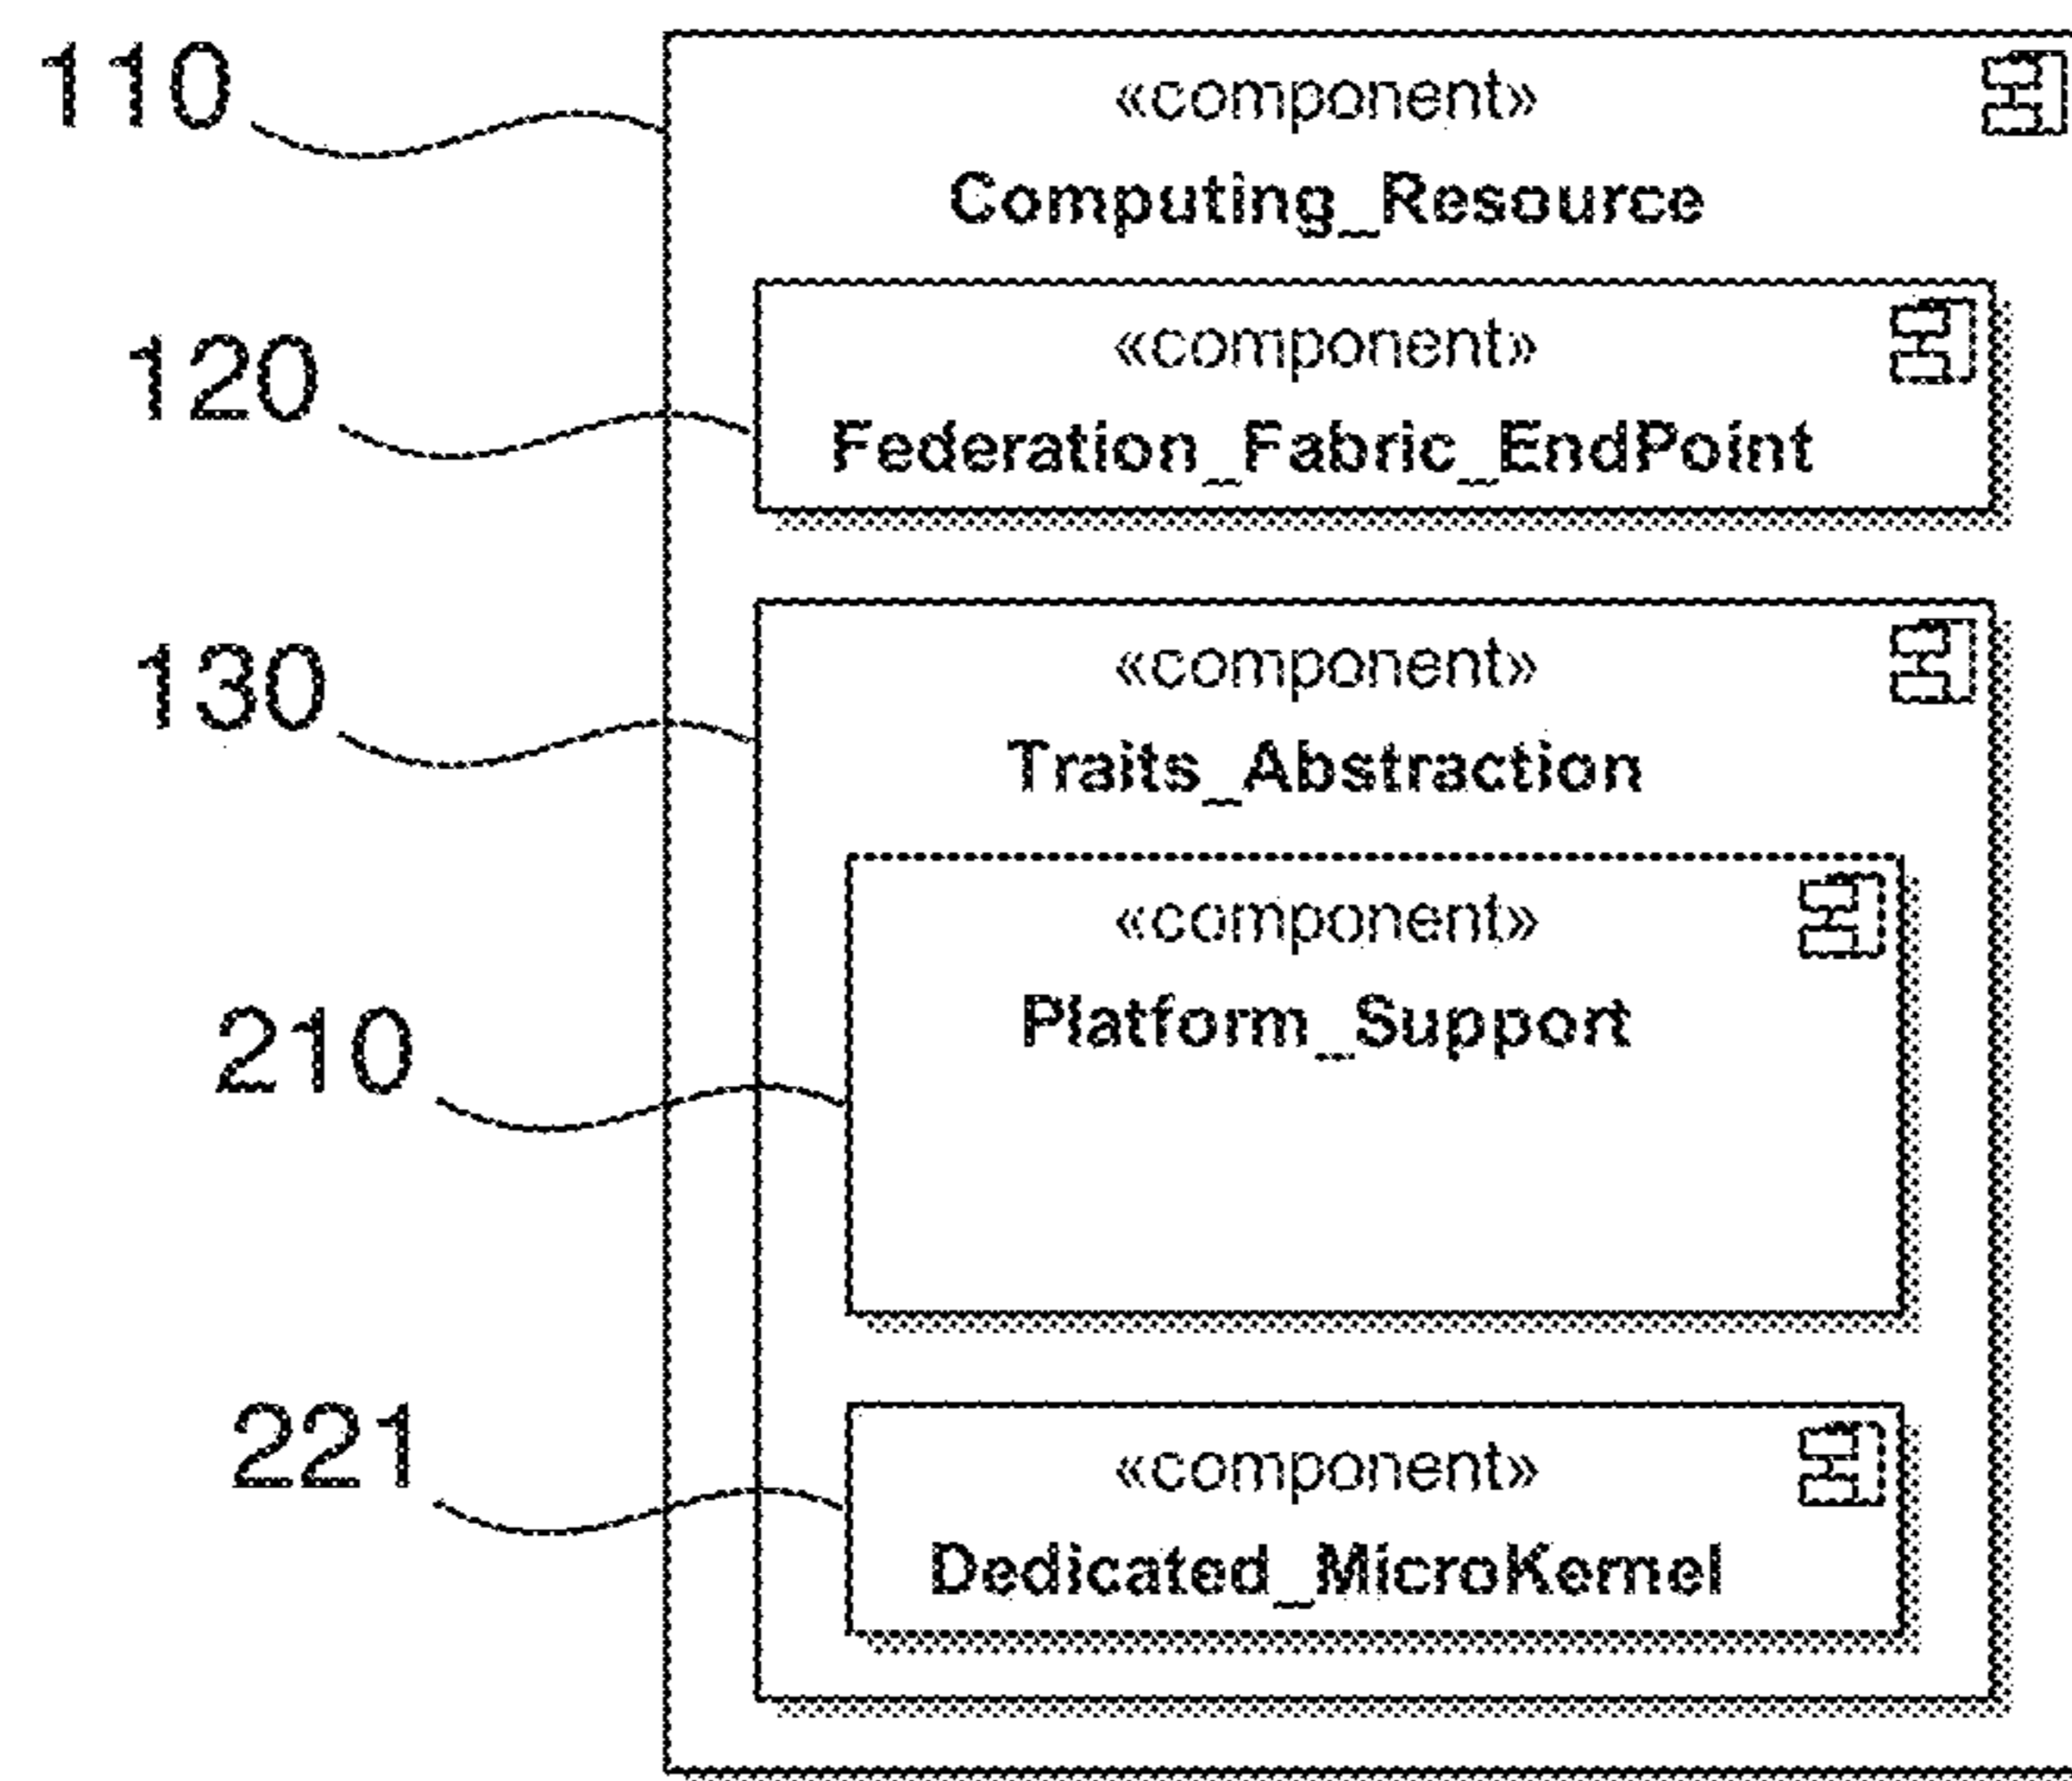 110
«component»
Computing_Resource
120
«component»
Federation_Fabric_EndPoint
130
«component»
Traits_Abstraction
210
«component»
Platform_Support
221
«component»
Dedicated_MicroKernel